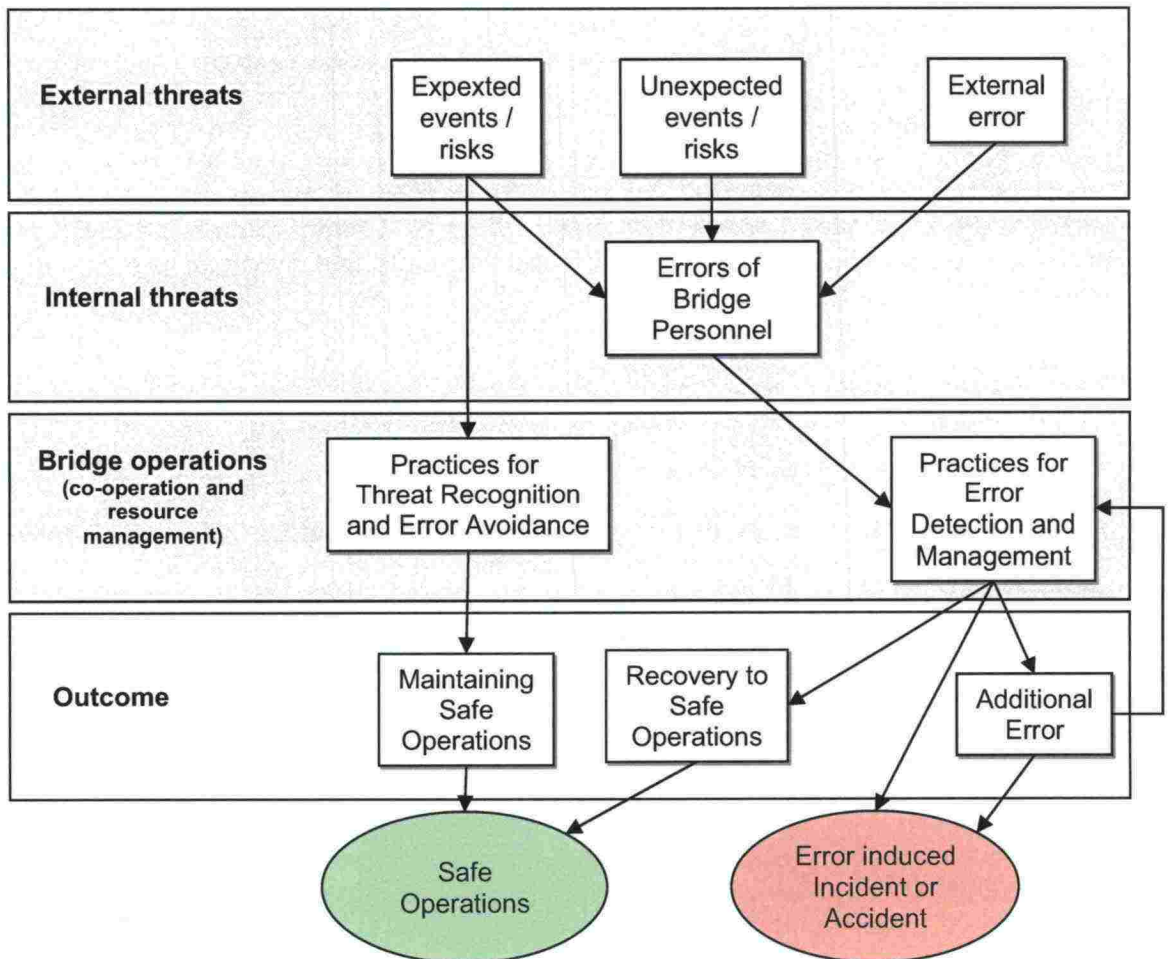 External threats
Expexted
events /
risks
Unexpected
events /
risks
External
error
Internal threats
Errors of
Bridge
Personnel
Bridge operations
(co-operation and
resource
management)
Practices for
Threat Recognition
and Error Avoidance
Practices for
Error
Detection and
Management
Outcome
Maintaining
Safe
Operations
Recovery to
Safe
Operations
Additional
Error
Safe
Operations
Error induced
Incident or
Accident